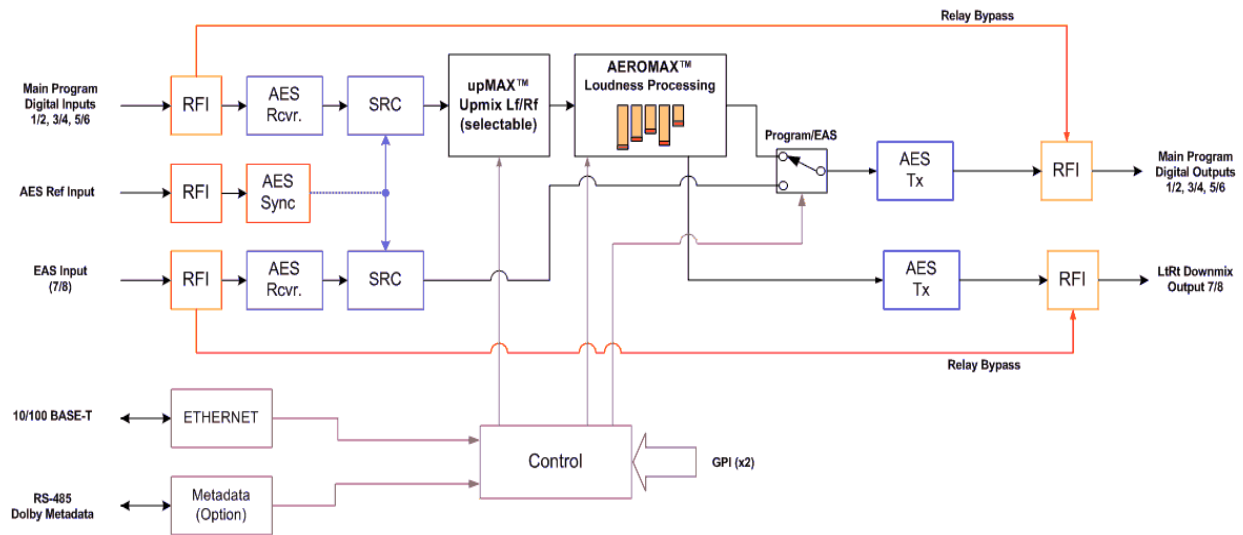 Relay Bypass
Main Program
Digital Inputs
1/2, 3/4, 5/6
RFI
AES
Rcvr.
SRC
upMAX™
Upmix Lf/Rf
(selectable)
AEROMAX™
Loudness Processing
Program/EAS
AES
Tx
RFI
Main Program
Digital Outputs
1/2, 3/4, 5/6
AES Ref Input
RFI
AES
Sync
EAS Input
(7/8)
RFI
AES
Rcvr.
SRC
AES
Tx
RFI
LtRt Downmix
Output 7/8
Relay Bypass
10/100 BASE-T
ETHERNET
Control
GPI (x2)
RS-485
Dolby Metadata
Metadata
(Option)